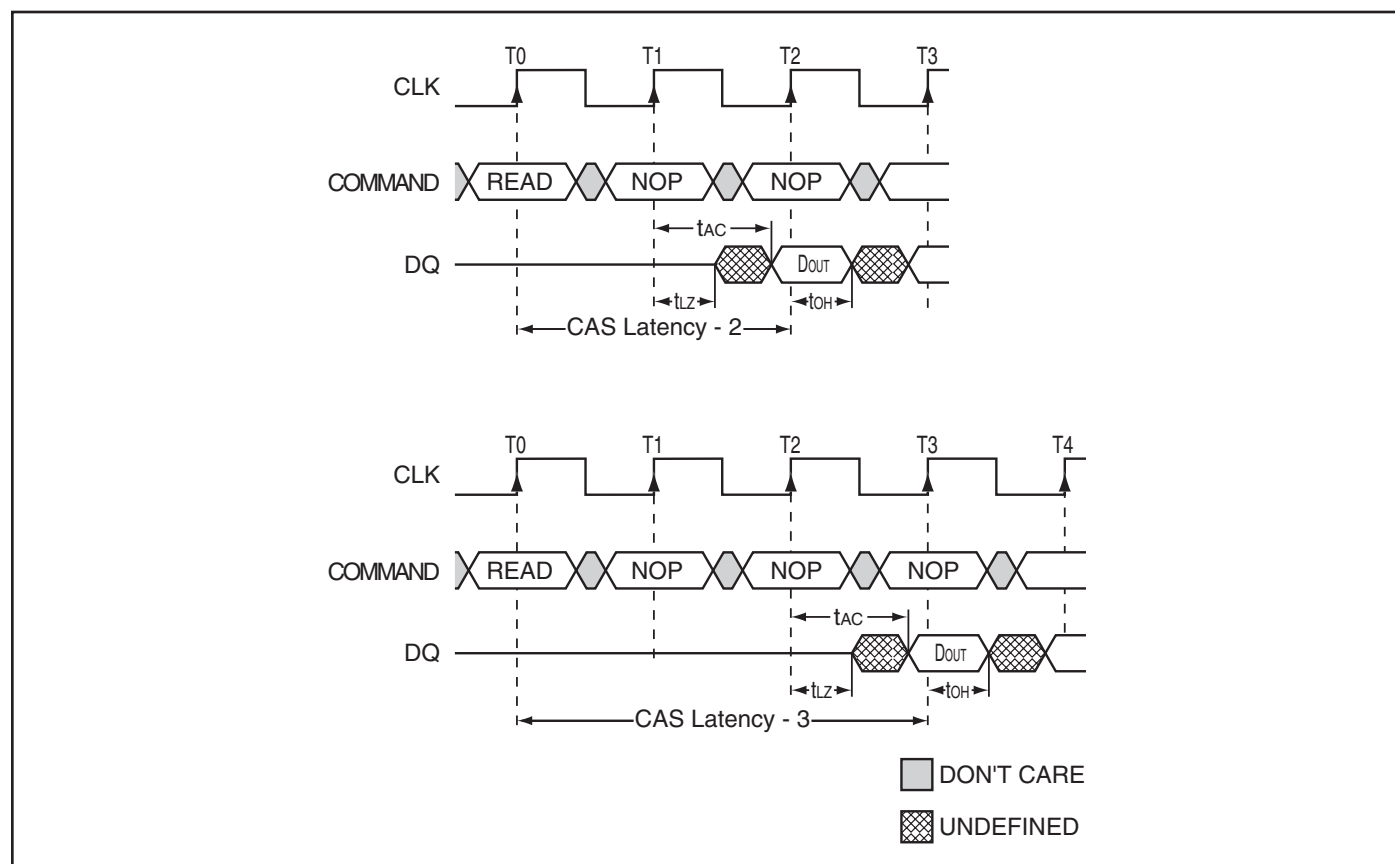 T0 T1 T2 T3
CLK
COMMAND READ NOP NOP
tAC
DQ DOUT
tLZ tOH
CAS Latency - 2
T0 T1 T2 T3 T4
CLK
COMMAND READ NOP NOP NOP
tAC
DQ DOUT
tLZ tOH
CAS Latency - 3
DON'T CARE
UNDEFINED